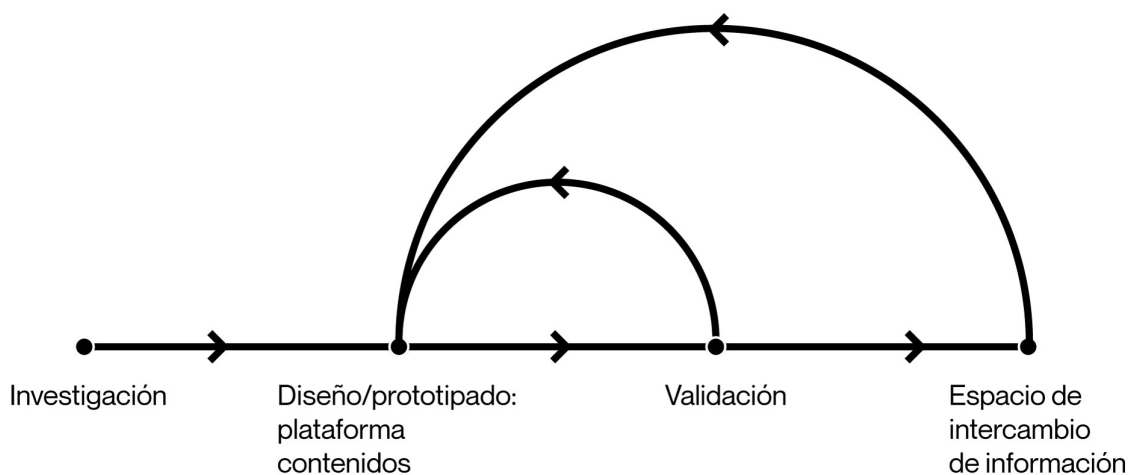 Investigación
Diseño/prototipado:
plataforma
contenidos
Validación
Espacio de
intercambio
de información